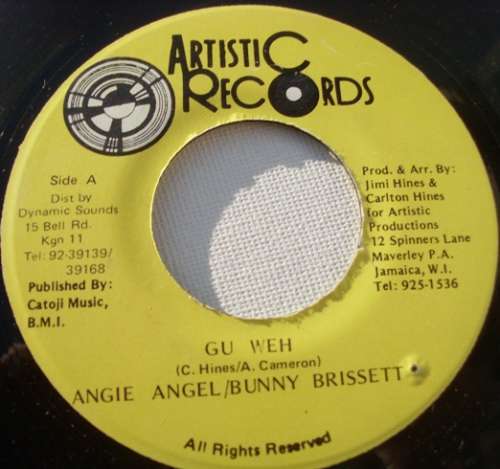 ARTISTIC
RECORDS
Side A
Dist by
Dynamic Sounds
15 Bell Rd.
Kgn 11
Tel: 92-39139/
39168
Published By:
Catoji Music,
B.M.I.
Prod. & Arr. By:
Jimi Hines &
Carlton Hines
for Artistic
Productions
12 Spinners Lane
Maverley P.A.
Jamaica, W.I.
Tel: 925-1536
GU WEH
(C. Hines/A. Cameron)
ANGIE ANGEL/BUNNY BRISSETT
All Rights Reserved